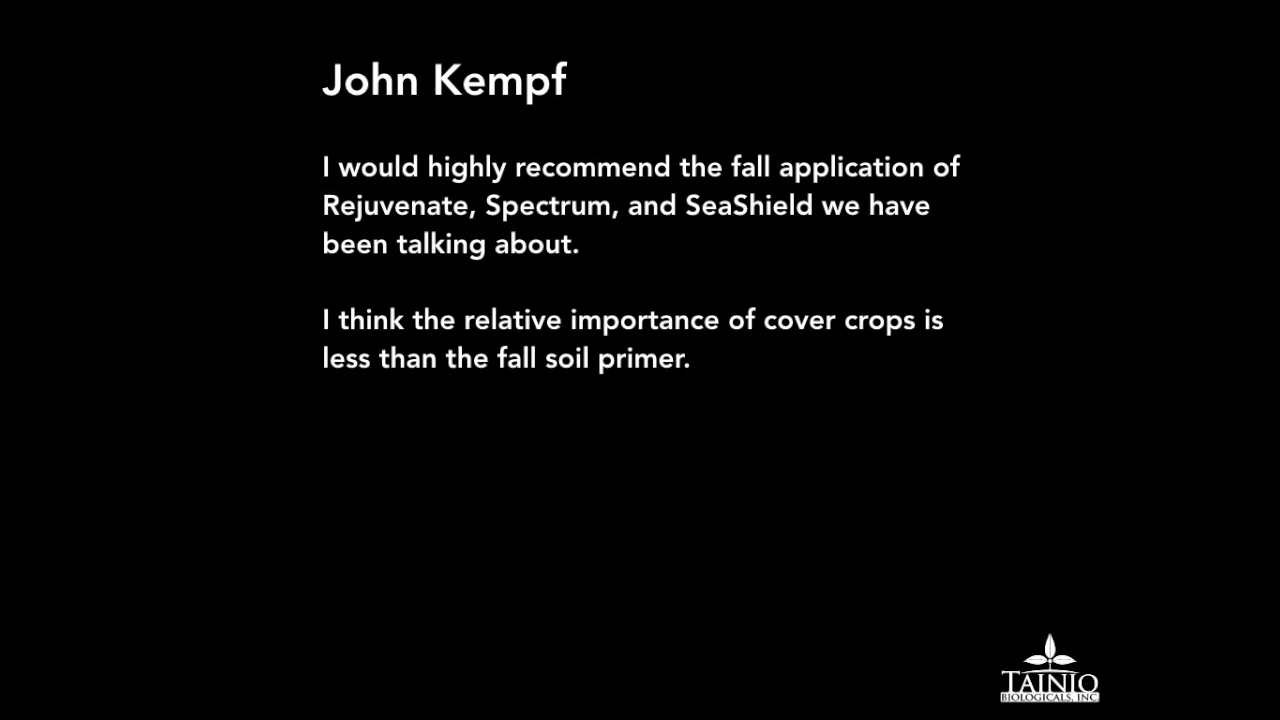 John Kempf
I would highly recommend the fall application of
Rejuvenate, Spectrum, and SeaShield we have
been talking about.
I think the relative importance of cover crops is
less than the fall soil primer.
TAINIO
BIOLOGICALS, INC